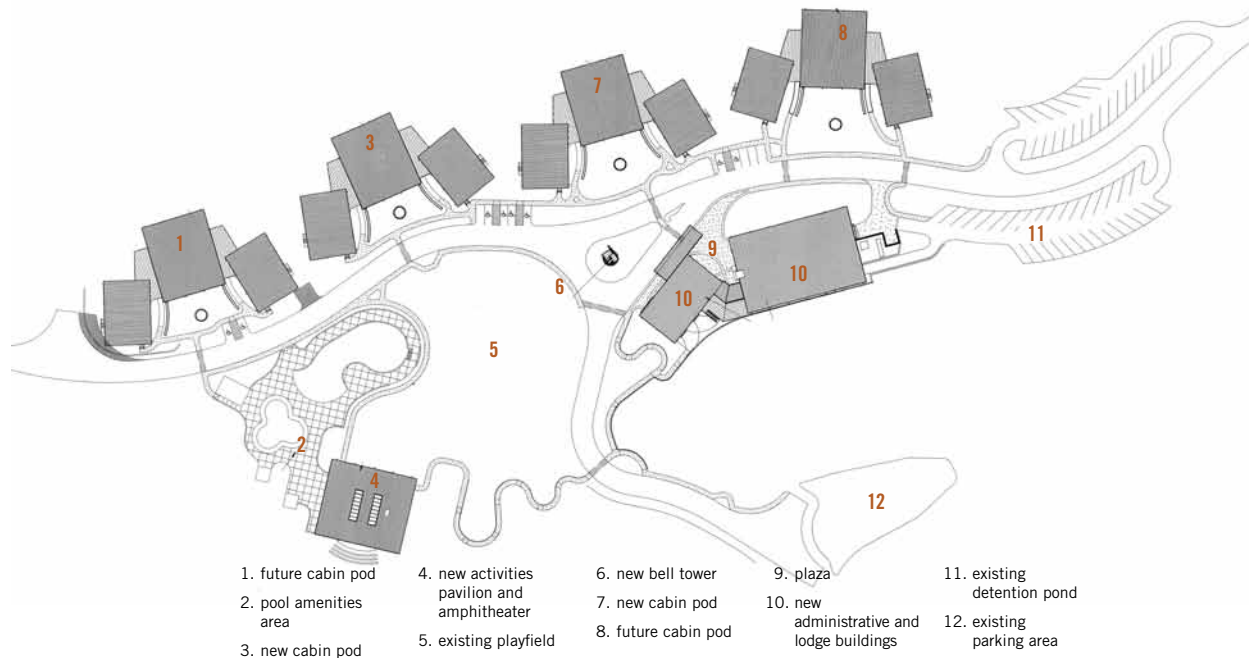 8
7
3
1
9
11
10
6
10
5
2
4
12
1. future cabin pod
2. pool amenities
area
3. new cabin pod
4. new activities
pavilion and
amphitheater
5. existing playfield
6. new bell tower
7. new cabin pod
8. future cabin pod
9. plaza
10. new
administrative and
lodge buildings
11. existing
detention pond
12. existing
parking area